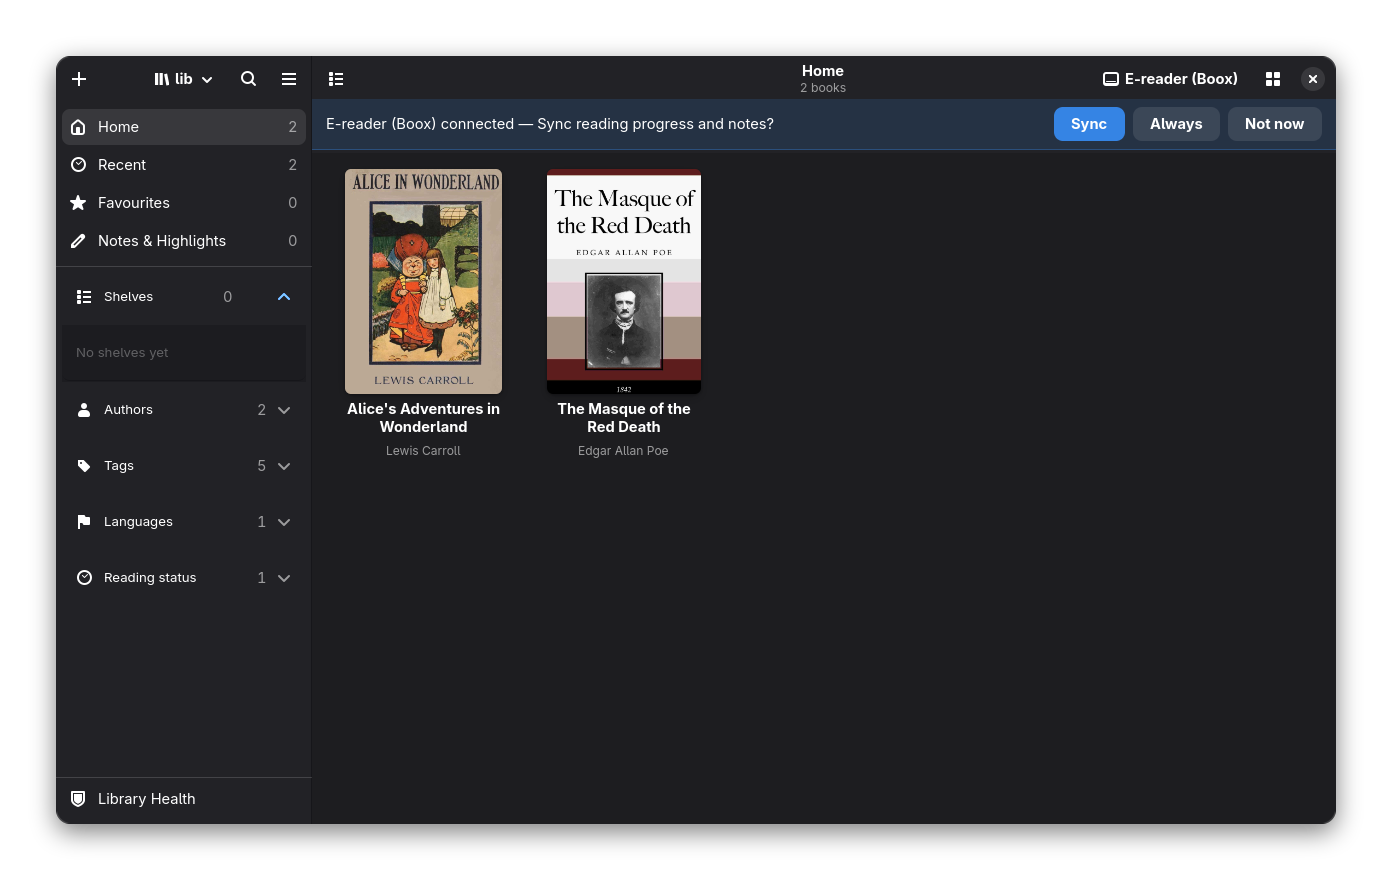 lib
Home
2 books
E-reader (Boox)
Home 2
Recent 2
Favourites 0
Notes & Highlights 0
Shelves 0
No shelves yet
Authors 2
Tags 5
Languages 1
Reading status 1
Library Health
E-reader (Boox) connected — Sync reading progress and notes?
Sync
Always
Not now
ALICE IN WONDERLAND
LEWIS CARROLL
Alice's Adventures in
Wonderland
Lewis Carroll
The Masque of
the Red Death
EDGAR ALLAN POE
1842
The Masque of the
Red Death
Edgar Allan Poe